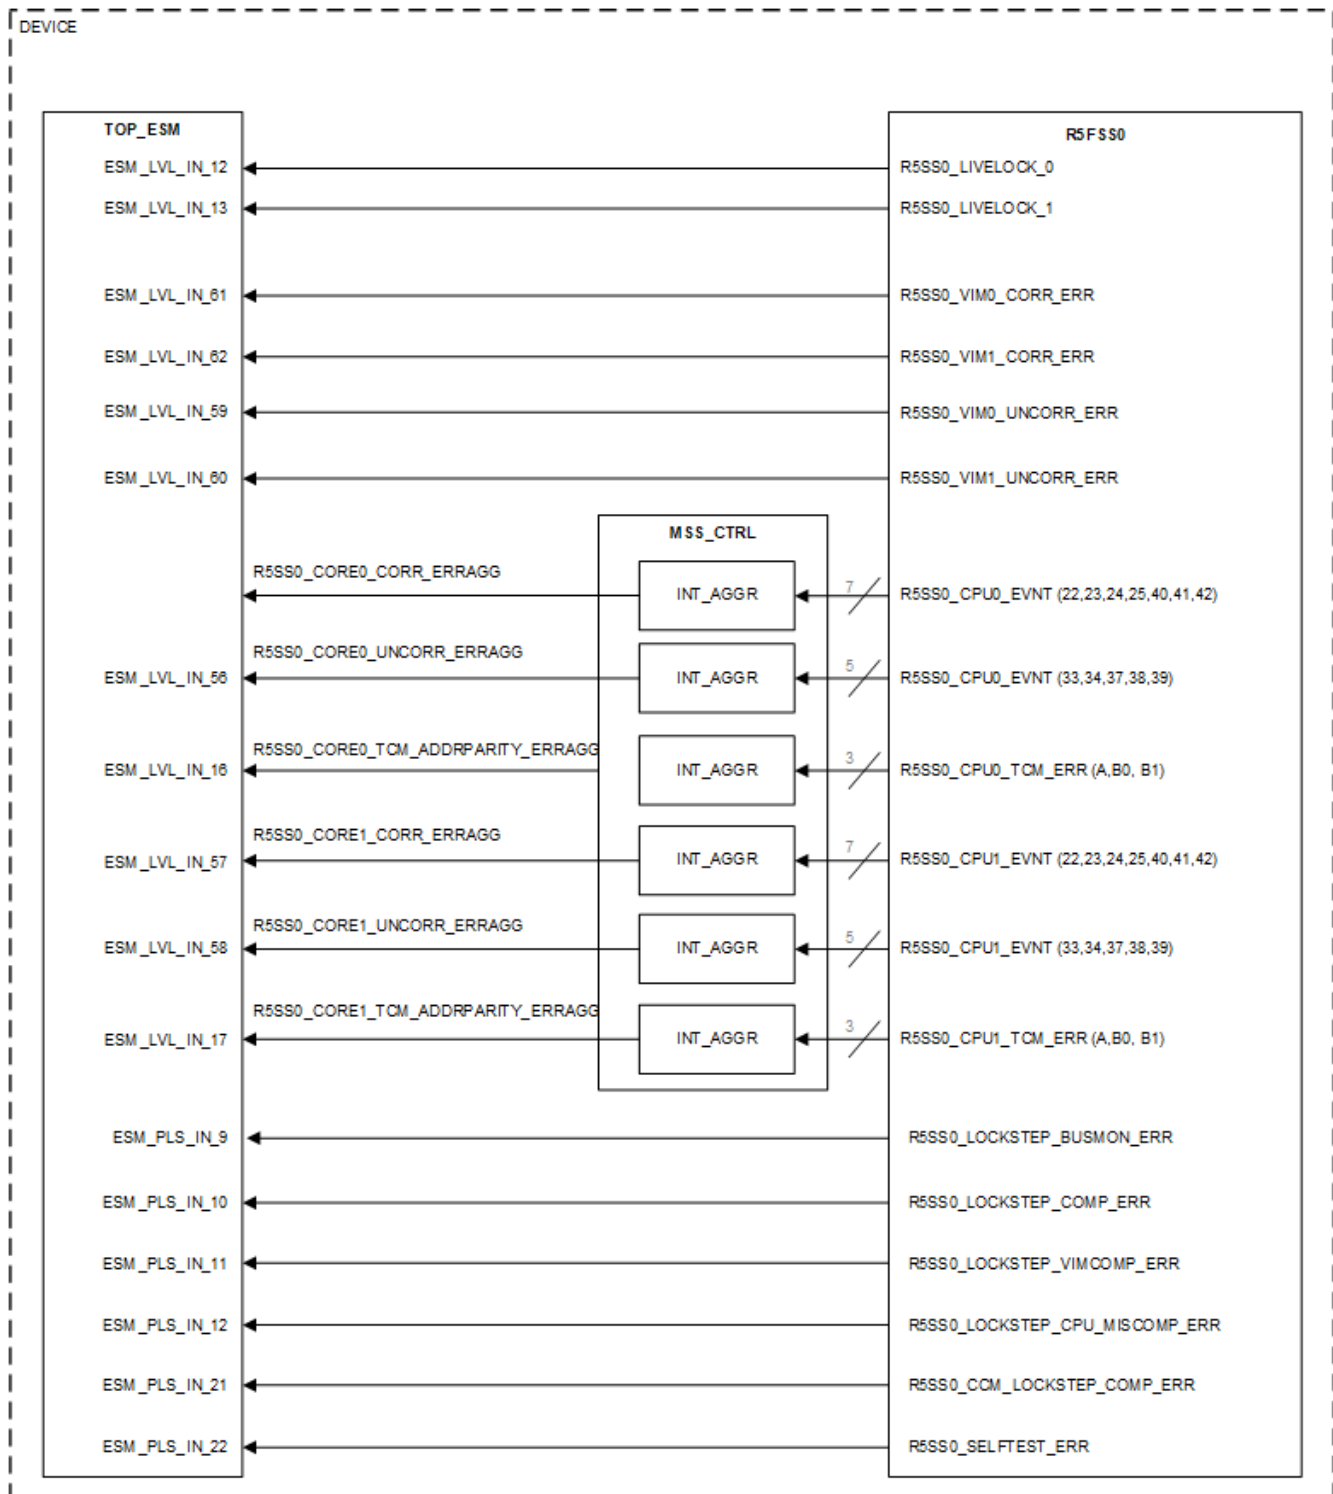 DEVICE
TOP_ESM
R5FSS0
ESM_LVL_IN_12
R5SS0_LIVELOCK_0
ESM_LVL_IN_13
R5SS0_LIVELOCK_1
ESM_LVL_IN_61
R5SS0_VIM0_CORR_ERR
ESM_LVL_IN_62
R5SS0_VIM1_CORR_ERR
ESM_LVL_IN_59
R5SS0_VIM0_UNCORR_ERR
ESM_LVL_IN_60
R5SS0_VIM1_UNCORR_ERR
MSS_CTRL
R5SS0_CORE0_CORR_ERRAGG
INT_AGGR
7
R5SS0_CPU0_EVNT (22,23,24,25,40,41,42)
R5SS0_CORE0_UNCORR_ERRAGG
ESM_LVL_IN_56
INT_AGGR
5
R5SS0_CPU0_EVNT (33,34,37,38,39)
R5SS0_CORE0_TCM_ADDRPARITY_ERRAGG
ESM_LVL_IN_16
INT_AGGR
3
R5SS0_CPU0_TCM_ERR (A,B0, B1)
R5SS0_CORE1_CORR_ERRAGG
ESM_LVL_IN_57
INT_AGGR
7
R5SS0_CPU1_EVNT (22,23,24,25,40,41,42)
R5SS0_CORE1_UNCORR_ERRAGG
ESM_LVL_IN_58
INT_AGGR
5
R5SS0_CPU1_EVNT (33,34,37,38,39)
R5SS0_CORE1_TCM_ADDRPARITY_ERRAGG
ESM_LVL_IN_17
INT_AGGR
3
R5SS0_CPU1_TCM_ERR (A,B0, B1)
ESM_PLS_IN_9
R5SS0_LOCKSTEP_BUSMON_ERR
ESM_PLS_IN_10
R5SS0_LOCKSTEP_COMP_ERR
ESM_PLS_IN_11
R5SS0_LOCKSTEP_VIMCOMP_ERR
ESM_PLS_IN_12
R5SS0_LOCKSTEP_CPU_MISCOMP_ERR
ESM_PLS_IN_21
R5SS0_CCM_LOCKSTEP_COMP_ERR
ESM_PLS_IN_22
R5SS0_SELFTEST_ERR